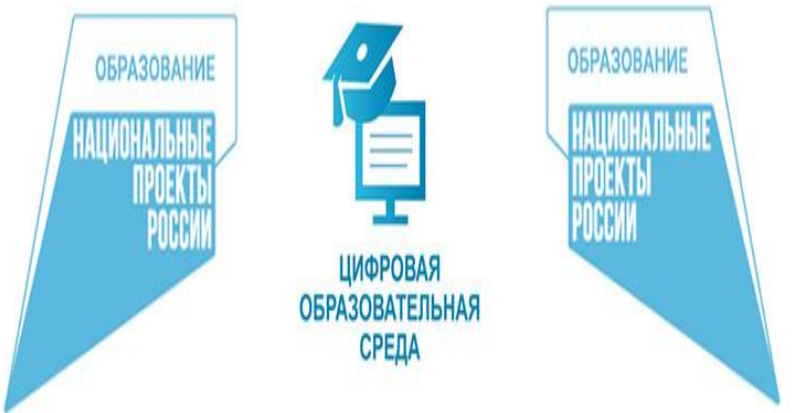 ОБРАЗОВАНИЕ
НАЦИОНАЛЬНЫЕ
ПРОЕКТЫ
РОССИИ
ЦИФРОВАЯ
ОБРАЗОВАТЕЛЬНАЯ
СРЕДА
ОБРАЗОВАНИЕ
НАЦИОНАЛЬНЫЕ
ПРОЕКТЫ
РОССИИ